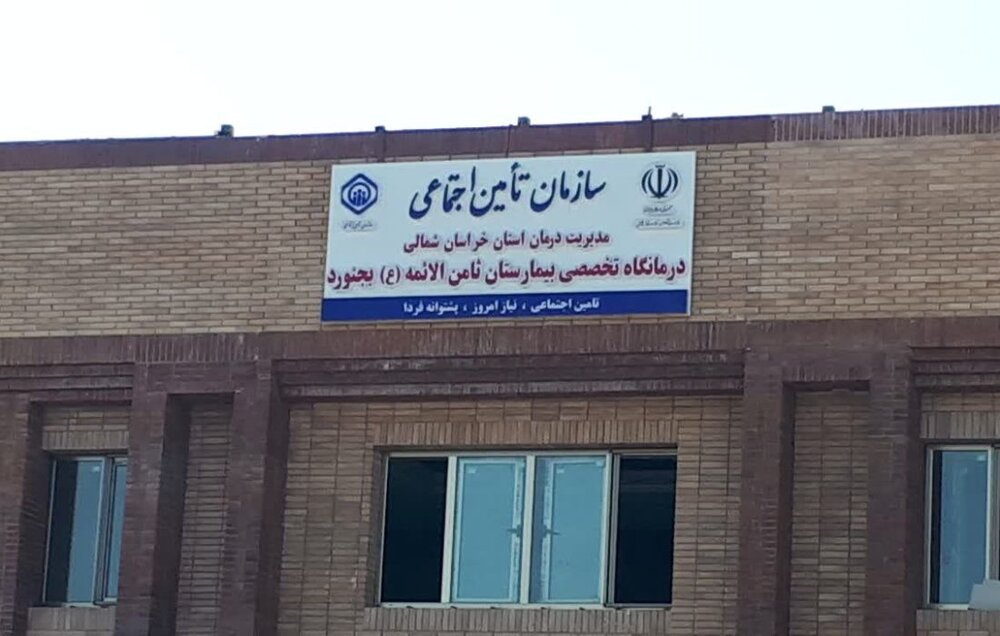 سازمان تأمین اجتماعی
مدیریت درمان استان خراسان شمالی
درمانگاه تخصصی بیمارستان ثامن الائمه (ع) بجنورد
تامین اجتماعی ، نیاز امروز ، پشتوانه فردا